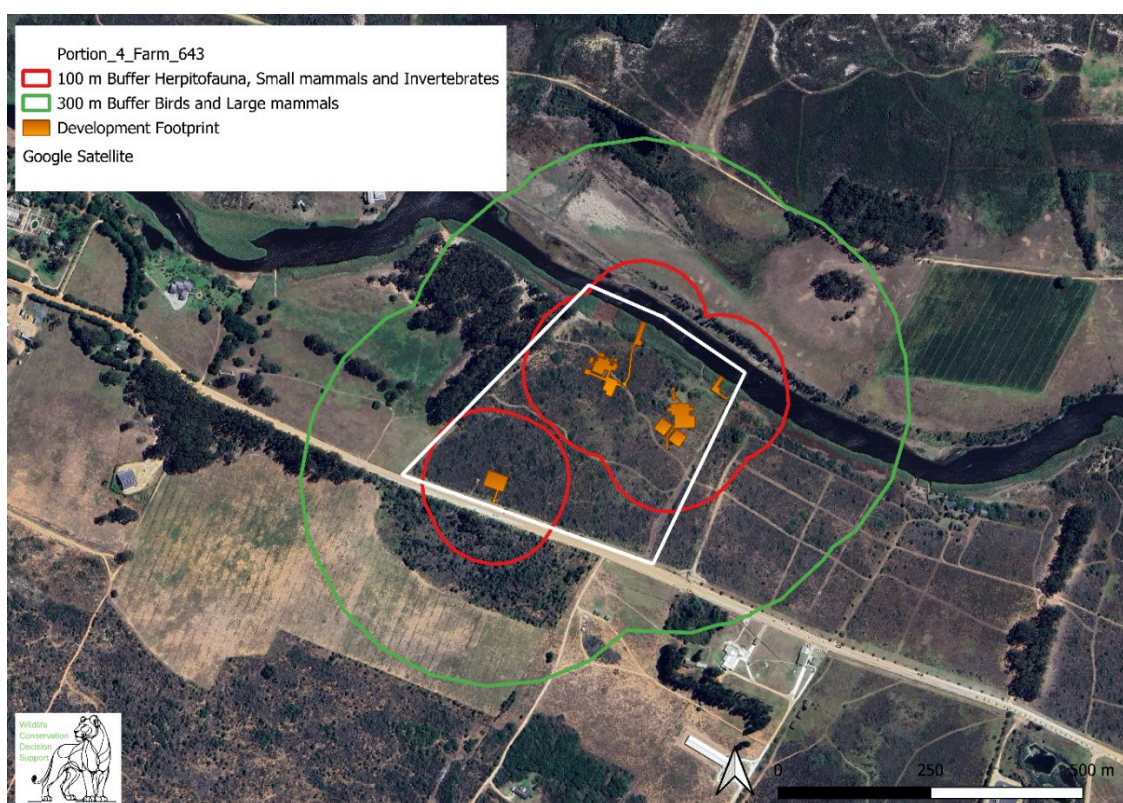 Portion_4_Farm_643
100 m Buffer Herpitofauna, Small mammals and Invertebrates
300 m Buffer Birds and Large mammals
Development Footprint
Google Satellite
Wildlife
Conservation
Decision
Support
0 250 500 m